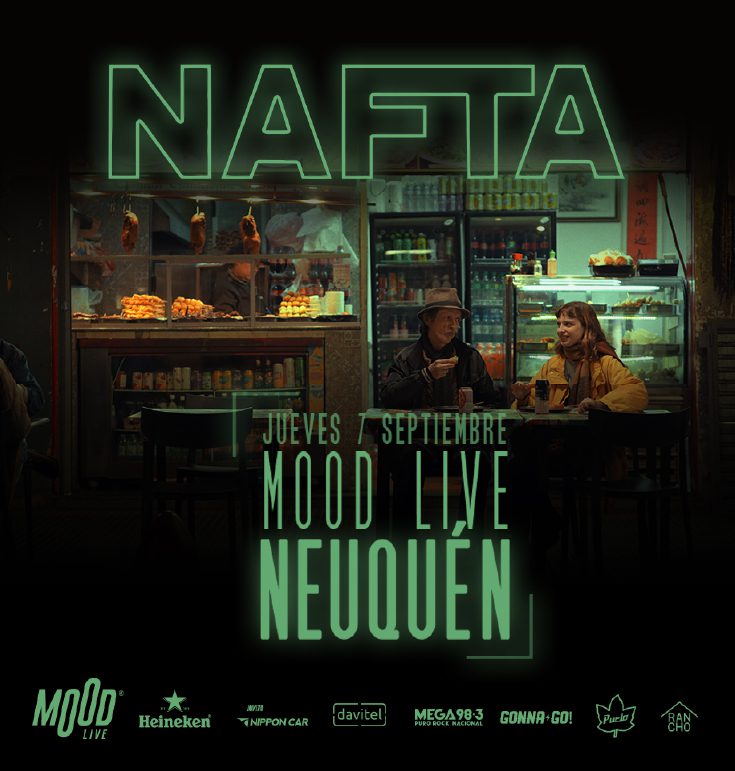 NAFTA
JUEVES 7 SEPTIEMBRE
MOOD LIVE
NEUQUÉN
MOOD®
LIVE
Heineken
NIPPON CAR
davitel
MEGA 98.3
PURO ROCK NACIONAL
GONNA GO!
RAN
CHO